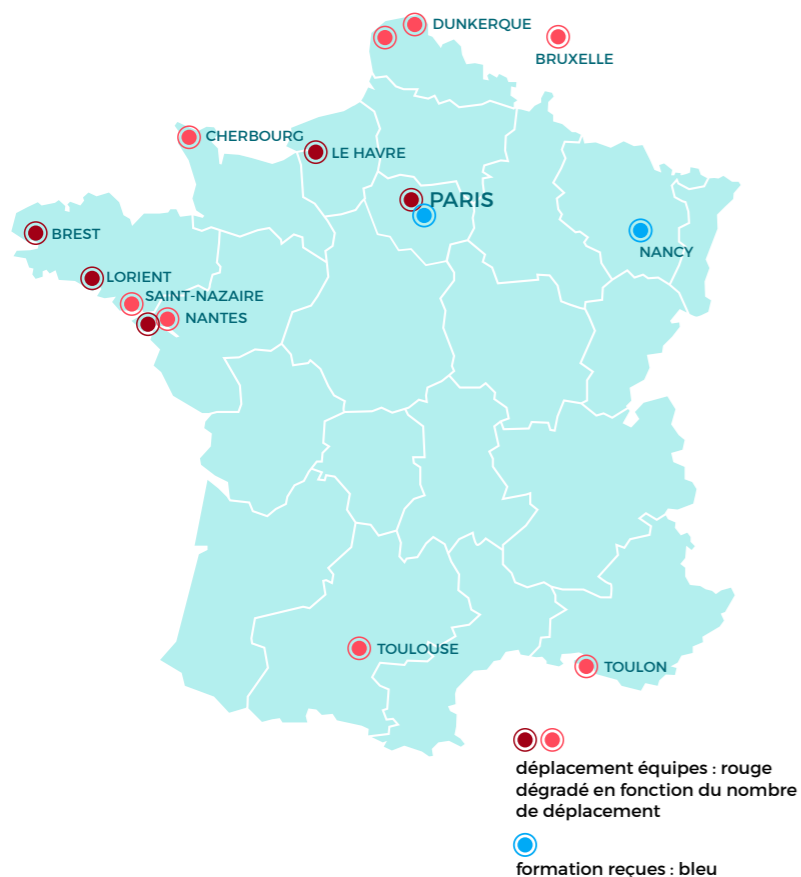 DUNKERQUE
BRUXELLE
CHERBOURG
LE HAVRE
PARIS
BREST
NANCY
LORIENT
SAINT-NAZAIRE
NANTES
TOULOUSE
TOULON
déplacement équipes : rouge
dégradé en fonction du nombre
de déplacement
formation reçues : bleu